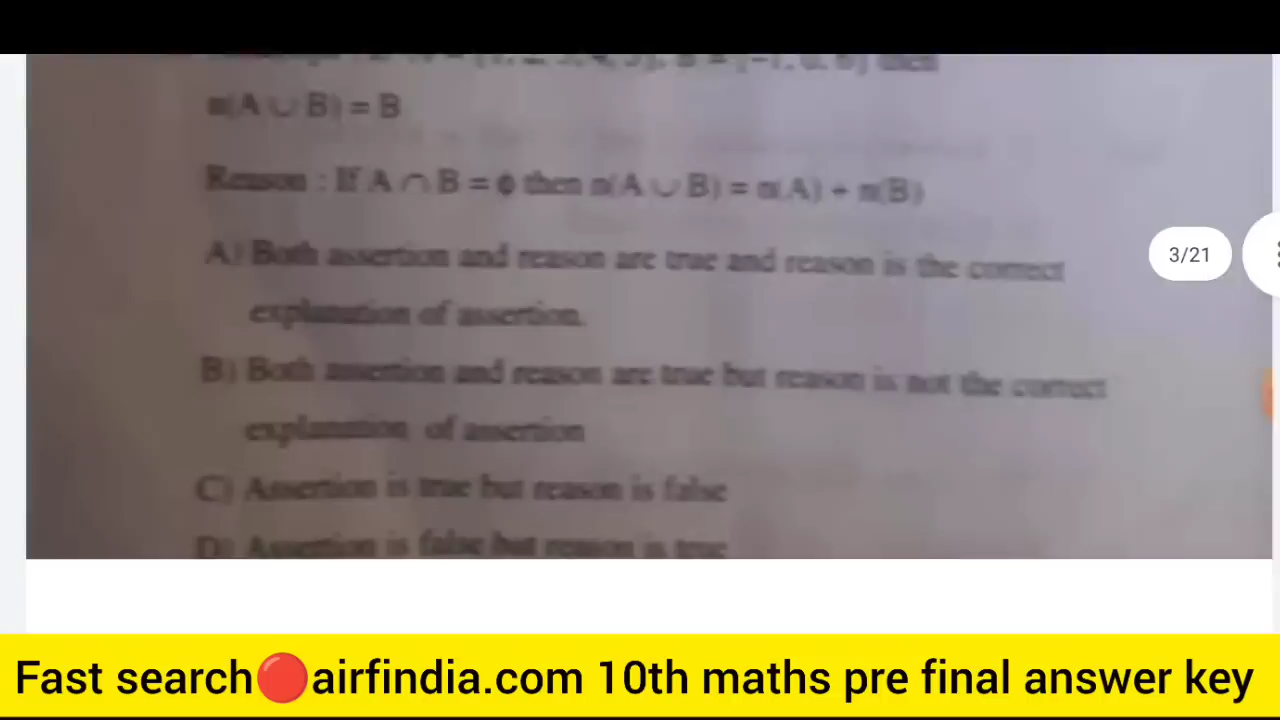 then
n(A ∪ B) = B
Reason : If A ∩ B = ϕ then n(A ∪ B) = n(A) + n(B)
A) Both assertion and reason are true and reason is the correct
explanation of assertion.
B) Both assertion and reason are true but reason is not the correct
explanation of assertion
C) Assertion is true but reason is false
D) Assertion is false but reason is true
3/21
Fast search🔴airfindia.com 10th maths pre final answer key